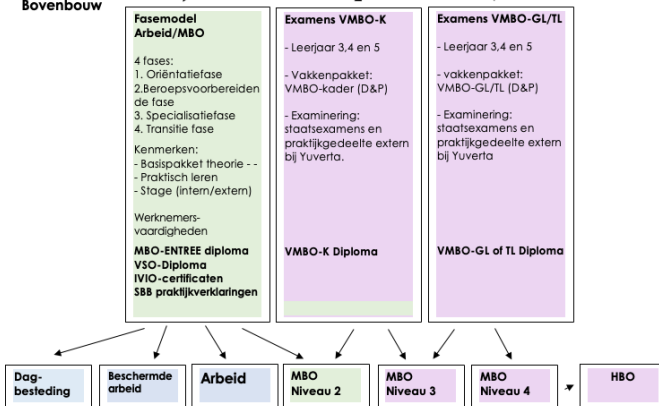 Bovenbouw
Fasemodel
Arbeid/MBO
4 fases:
1. Oriëntatiefase
2.Beroepsvoorbereiden
de fase
3. Specialisatiefase
4. Transitie fase
Kenmerken:
- Basispakket theorie - -
- Praktisch leren
- Stage (intern/extern)
Werknemers-
vaardigheden
MBO-ENTREE diploma
VSO-Diploma
IVIO-certificaten
SBB praktijkverklaringen
Examens VMBO-K
- Leerjaar 3,4 en 5
- Vakkenpakket:
VMBO-kader (D&P)
- Examinering:
staatsexamens en
praktijkgedeelte extern
bij Yuverta.
VMBO-K Diploma
Examens VMBO-GL/TL
- Leerjaar 3,4 en 5
- vakkenpakket:
VMBO-GL/TL (D&P)
- Examinering:
staatsexamens en
praktijkgedeelte extern
bij Yuverta
VMBO-GL of TL Diploma
Dag-
besteding
Beschermde
arbeid
Arbeid
MBO
Niveau 2
MBO
Niveau 3
MBO
Niveau 4
HBO